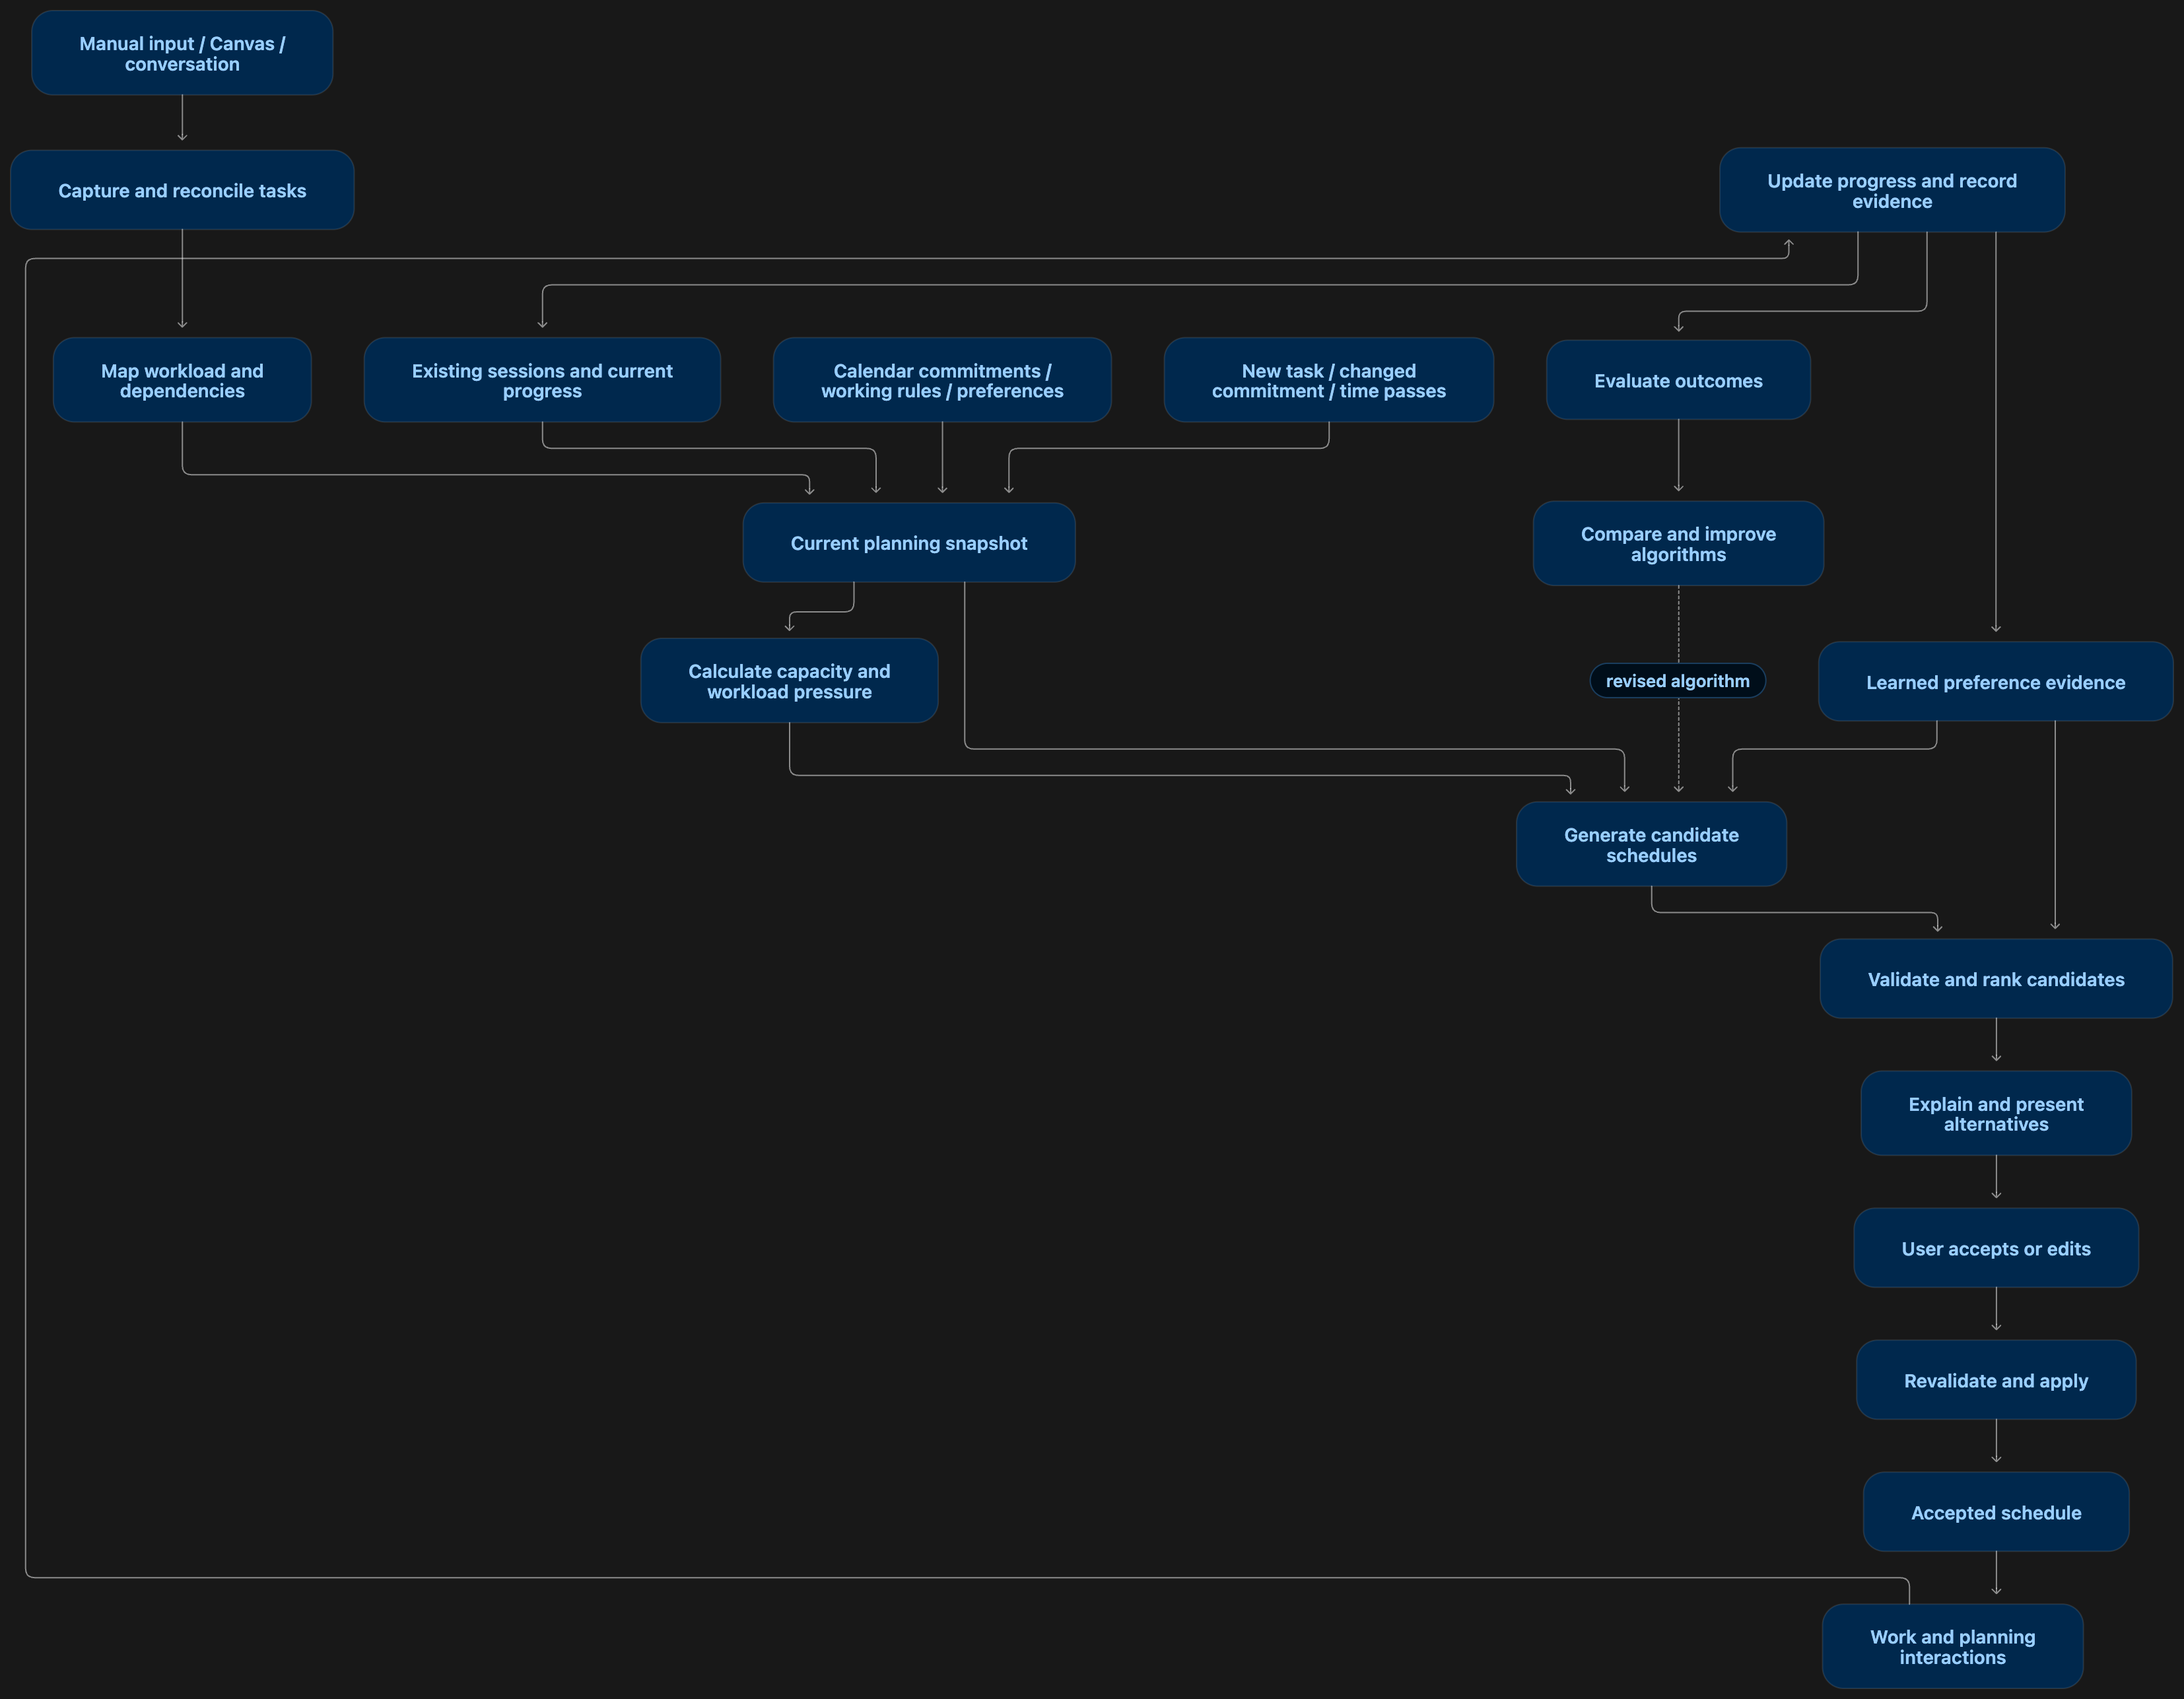 Manual input / Canvas /
conversation
Capture and reconcile tasks
Update progress and record
evidence
Map workload and
dependencies
Existing sessions and current
progress
Calendar commitments /
working rules / preferences
New task / changed
commitment / time passes
Evaluate outcomes
Current planning snapshot
Compare and improve
algorithms
Calculate capacity and
workload pressure
revised algorithm
Learned preference evidence
Generate candidate
schedules
Validate and rank candidates
Explain and present
alternatives
User accepts or edits
Revalidate and apply
Accepted schedule
Work and planning
interactions